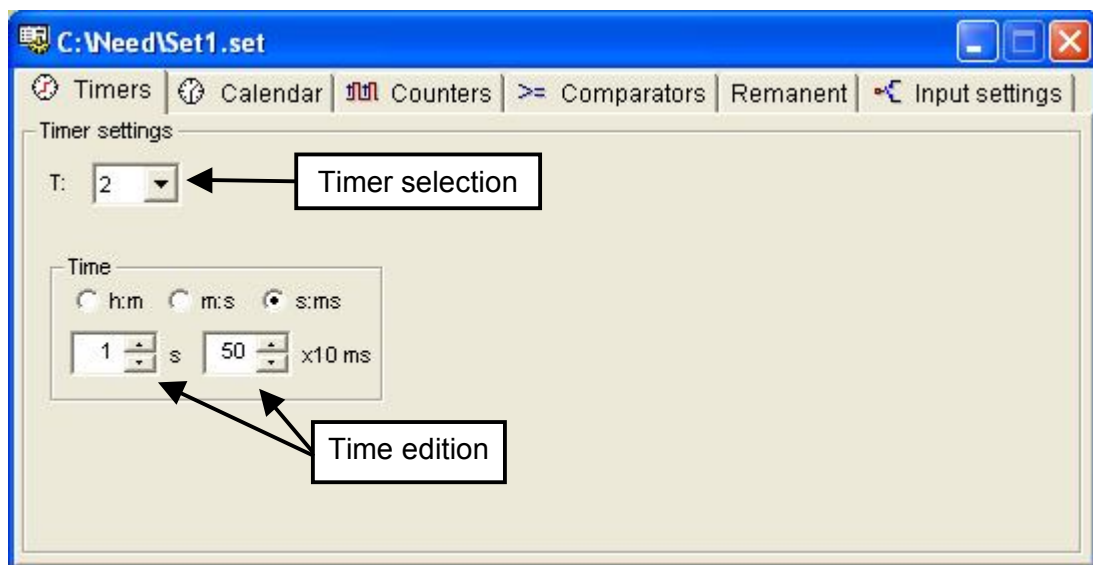 C:\Need\Set1.set
Timers Calendar Counters >= Comparators Remanent Input settings
Timer settings
T: 2 Timer selection
Time
h:m m:s s:ms
1 s 50 x10 ms
Time edition